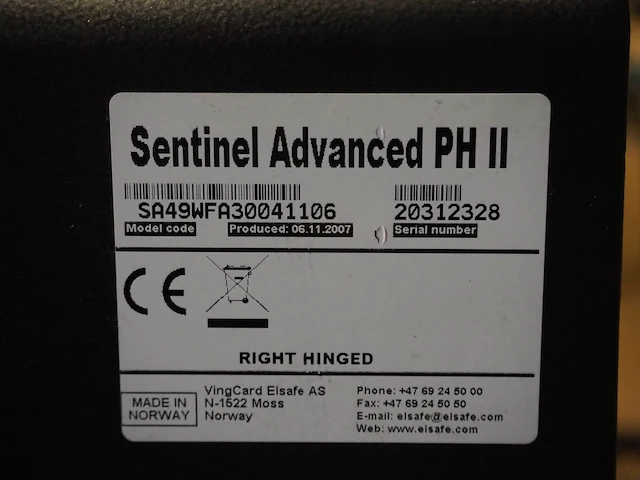 Sentinel Advanced PH II
SA49WFA30041106 20312328
Model code Produced: 06.11.2007 Serial number
CE
RIGHT HINGED
MADE IN NORWAY
VingCard Elsafe AS
N-1522 Moss
Norway
Phone: +47 69 24 50 00
Fax: +47 69 24 50 50
E-mail: elsafe@elsafe.com
Web: www.elsafe.com